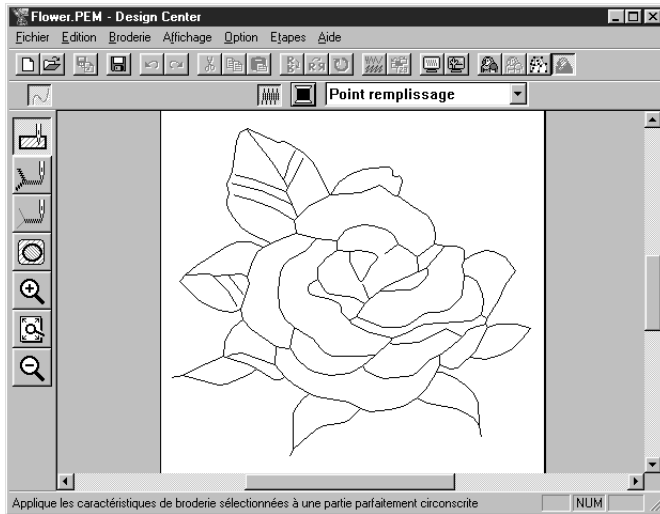 Flower.PEM - Design Center
Fichier Edition Broderie Affichage Option Etapes Aide
Point remplissage
Applique les caractéristiques de broderie sélectionnées à une partie parfaitement circonscrite NUM